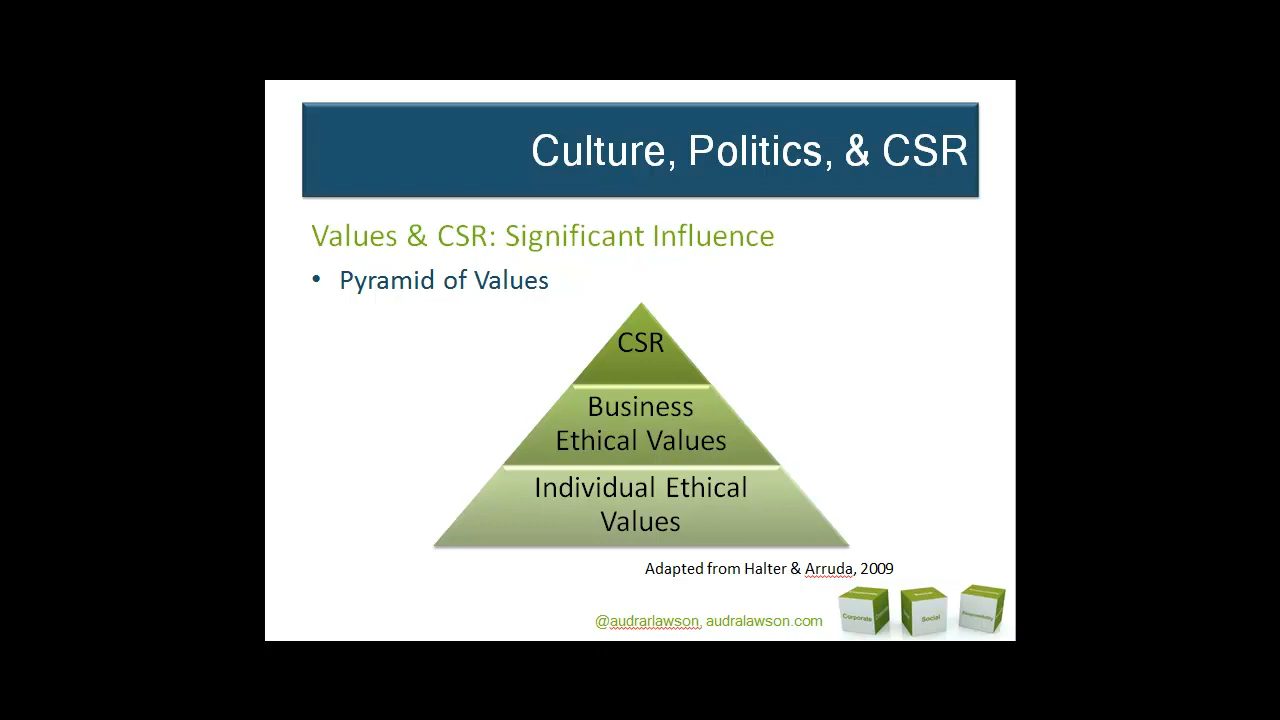 Culture, Politics, & CSR
Values & CSR: Significant Influence
• Pyramid of Values
CSR
Business
Ethical Values
Individual Ethical
Values
Adapted from Halter & Arruda, 2009
@audrarlawson, audralawson.com
Corporate
Social
Responsibility